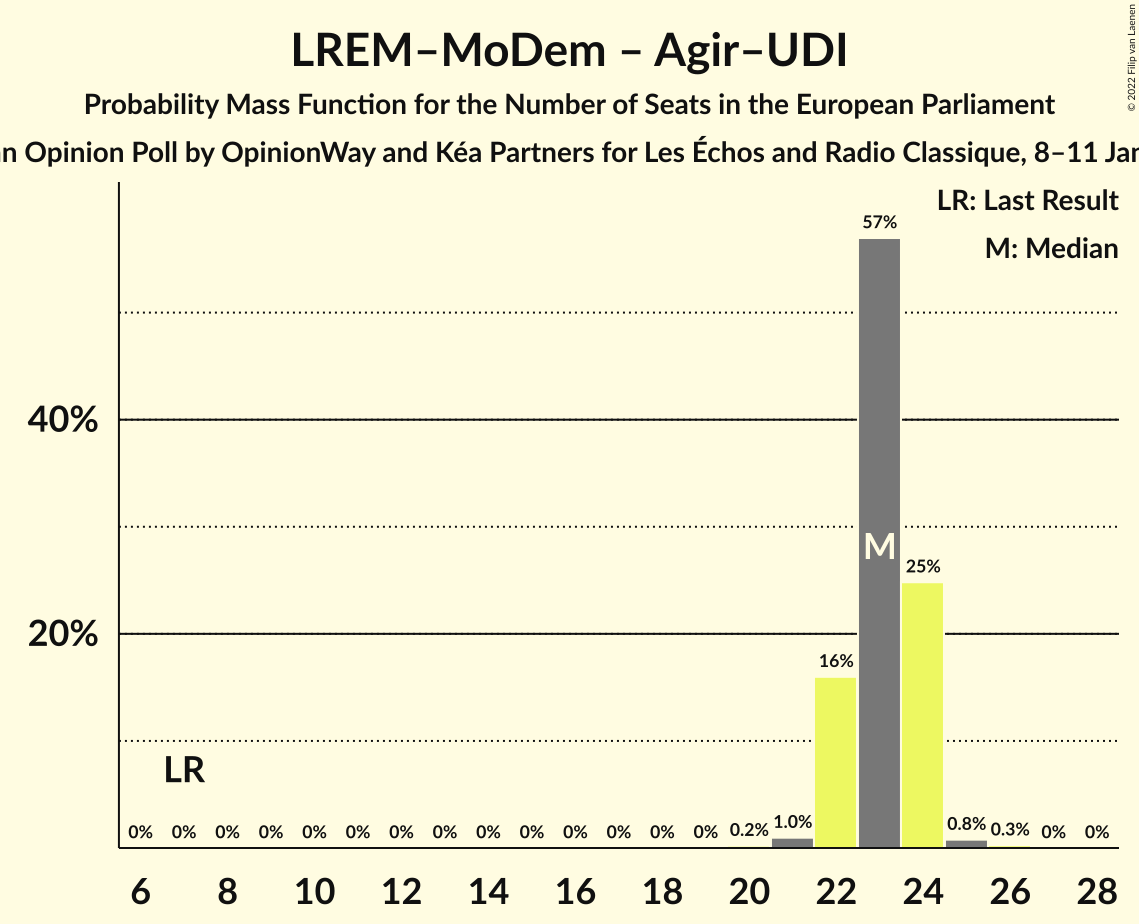 LREM–MoDem – Agir–UDI
Probability Mass Function for the Number of Seats in the European Parliament
n Opinion Poll by OpinionWay and Kéa Partners for Les Échos and Radio Classique, 8–11 Jan
© 2022 Filip van Laenen
LR: Last Result
M: Median
57%
40%
M
25%
20%
16%
LR
0% 0% 0% 0% 0% 0% 0% 0% 0% 0% 0% 0% 0% 0% 0.2% 1.0% 0.8% 0.3% 0% 0%
6 8 10 12 14 16 18 20 22 24 26 28